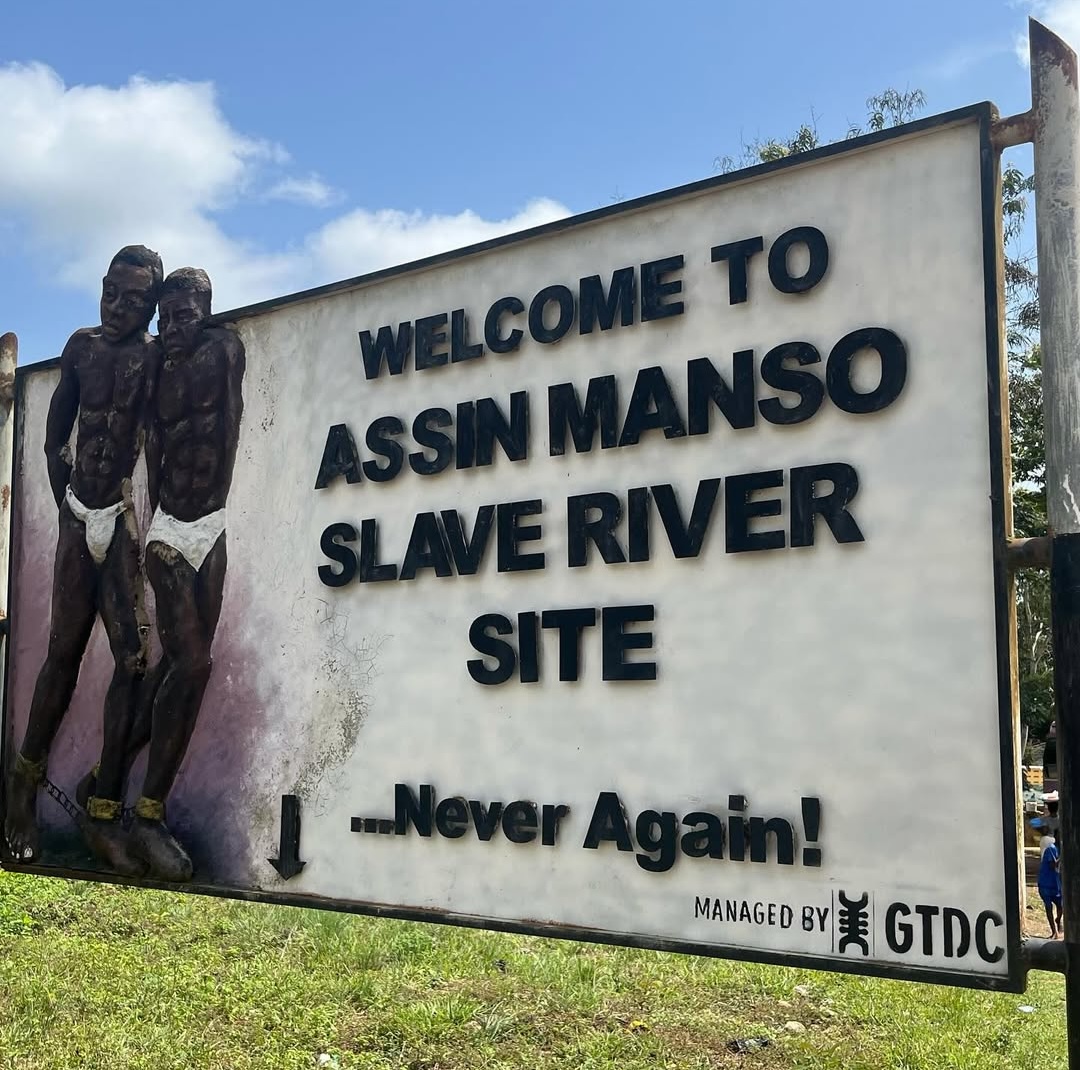 WELCOME TO
ASSIN MANSO
SLAVE RIVER
SITE
...Never Again!
MANAGED BY GTDC